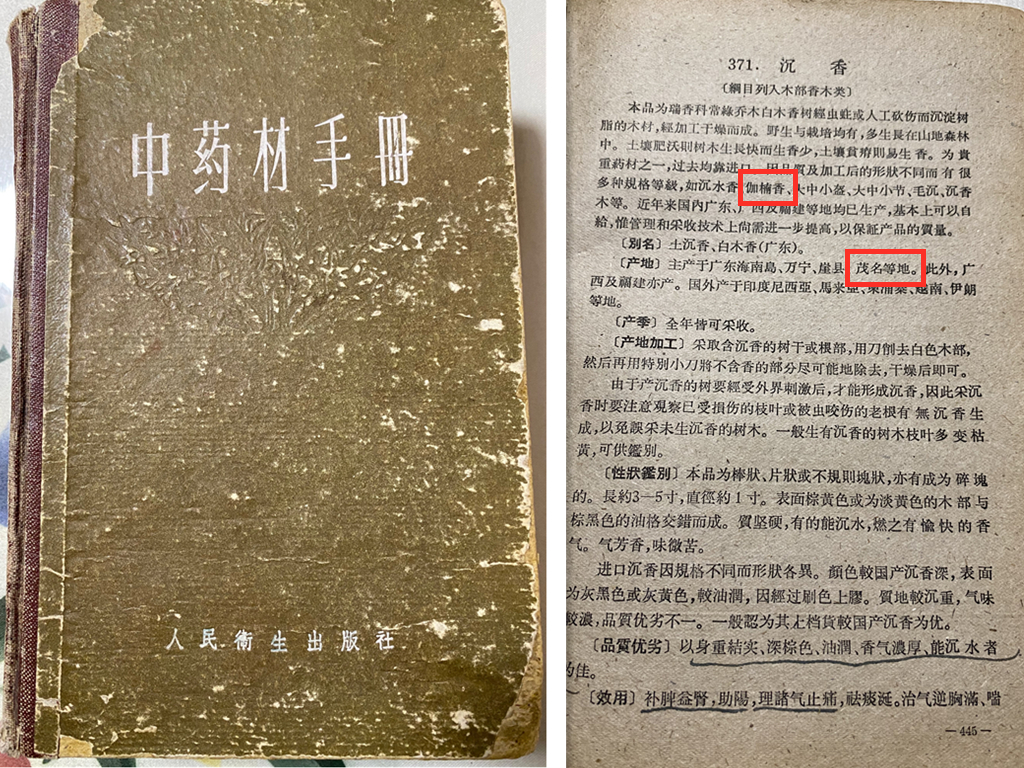 中药材手冊
人民衛生出版社
371. 沉香
〔綱目列入木部香木类〕
本品为瑞香科常綠乔木白木香树經虫蛀或人工砍伤而沉淀树
脂的木材，經加工干燥而成。野生与栽培均有，多生長在山地森林
中。土壤肥沃則树木生長快而生香少，土壤貧瘠則易生香。为貴
重药材之一，过去均靠进口，因品質及加工后的形狀不同而有很
多种規格等級，如沉水香、伽楠香、大中小盔、大中小节、毛沉、沉香
木等。近年来国内广东、广西及福建等地均已生产，基本上可以自
給，惟管理和采收技术上尙需进一步提高，以保証产品的質量。
〔別名〕土沉香、白木香(广东)。
〔产地〕主产于广东海南島、万宁、崖县、茂名等地。此外，广
西及福建亦产。国外产于印度尼西亞、馬来亞、柬浦寨、越南、伊朗
等地。
〔产季〕全年皆可采收。
〔产地加工〕采取含沉香的树干或根部，用刀削去白色木部，
然后再用特別小刀將不含香的部分尽可能地除去，干燥后即可。
由于产沉香的树要經受外界刺激后，才能形成沉香，因此采沉
香时要注意观察已受損伤的枝叶或被虫咬伤的老根有無沉香生
成，以免誤采未生沉香的树木。一般生有沉香的树木枝叶多变枯
黃，可供鑑別。
〔性狀鑑別〕本品为棒狀、片狀或不規則塊狀，亦有成为碎塊
的。長約3—5寸，直徑約1寸。表面棕黃色或为淡黃色的木部与
棕黑色的油格交錯而成。質坚硬，有的能沉水，燃之有愉快的香
气。气芳香，味微苦。
进口沉香因規格不同而形狀各異。顏色較国产沉香深，表面
为灰黑色或灰黃色，較油潤，因經过刷色上膠。質地較沉重，气味
較濃，品質优劣不一。一般認为其上档貨較国产沉香为优。
〔品質优劣〕以身重結实、深棕色、油潤、香气濃厚、能沉水者
为佳。
〔效用〕补脾益腎，助陽，理諸气止痛，祛痰涎。治气逆胸滿、喘
—445—